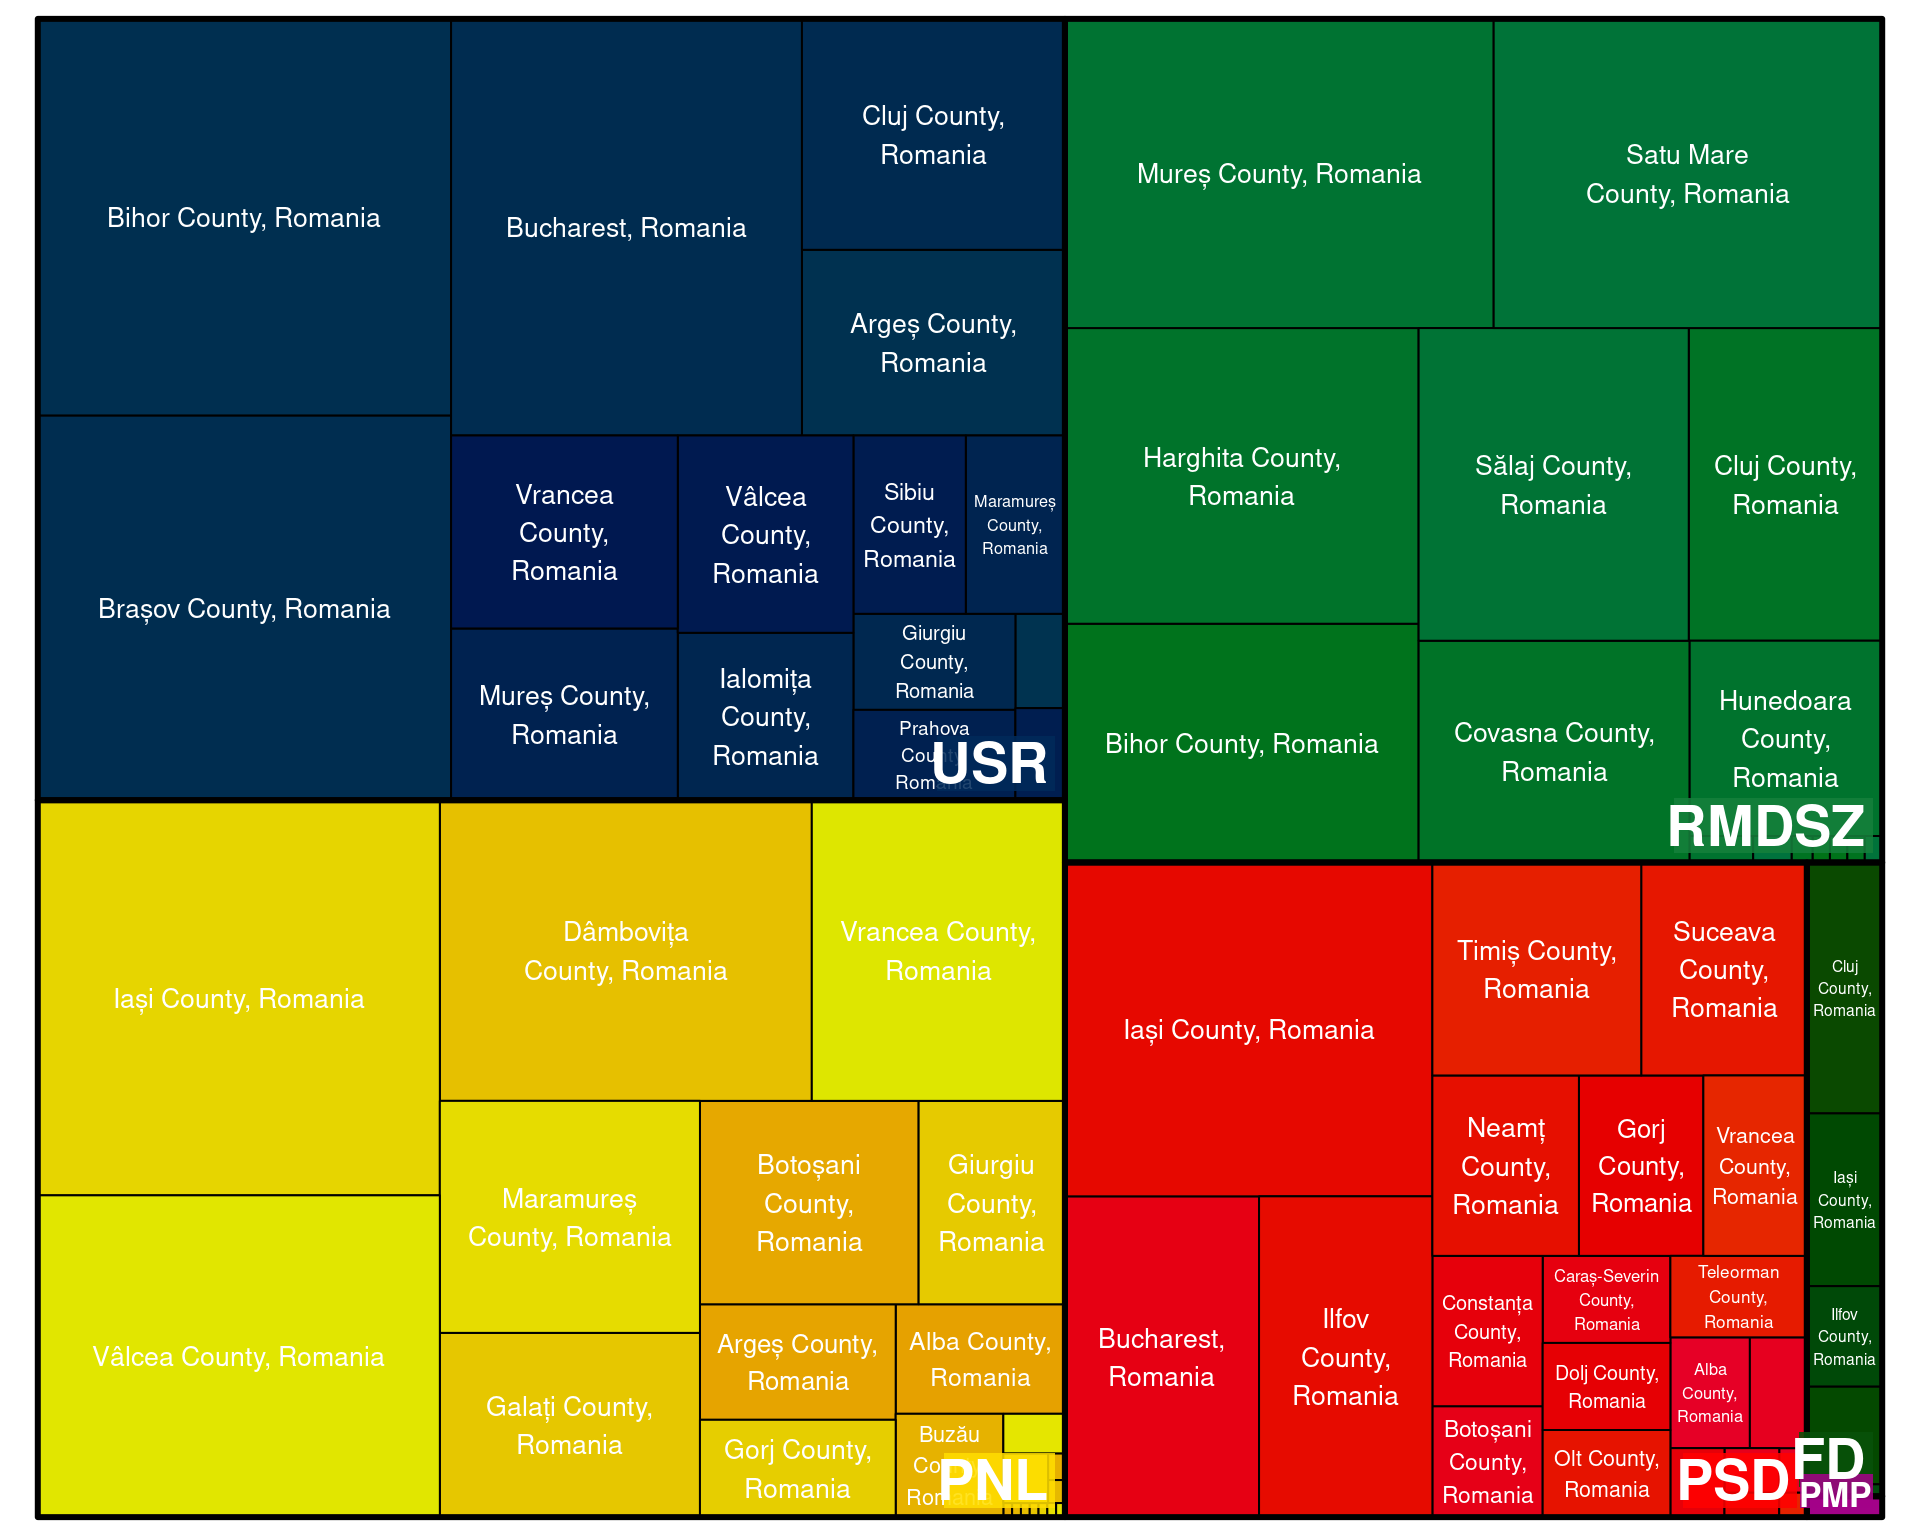 Bihor County, Romania
Bucharest, Romania
Cluj County,
Romania
Argeș County,
Romania
Brașov County, Romania
Vrancea
County,
Romania
Vâlcea
County,
Romania
Sibiu
County,
Romania
Maramureș
County,
Romania
Mureș County,
Romania
Ialomița
County,
Romania
Giurgiu
County,
Romania
Prahova
County,
Romania
USR
Mureș County, Romania
Satu Mare
County, Romania
Harghita County,
Romania
Sălaj County,
Romania
Cluj County,
Romania
Bihor County, Romania
Covasna County,
Romania
Hunedoara
County,
Romania
RMDSZ
Iași County, Romania
Dâmbovița
County, Romania
Vrancea County,
Romania
Vâlcea County, Romania
Maramureș
County, Romania
Botoșani
County,
Romania
Giurgiu
County,
Romania
Galați County,
Romania
Argeș County,
Romania
Alba County,
Romania
Gorj County,
Romania
Buzău
County,
Romania
PNL
Iași County, Romania
Timiș County,
Romania
Suceava
County,
Romania
Neamț
County,
Romania
Gorj
County,
Romania
Vrancea
County,
Romania
Bucharest,
Romania
Ilfov
County,
Romania
Constanța
County,
Romania
Caraș-Severin
County,
Romania
Teleorman
County,
Romania
Dolj County,
Romania
Alba
County,
Romania
Botoșani
County,
Romania
Olt County,
Romania
PSD
Cluj
County,
Romania
Iași
County,
Romania
Ilfov
County,
Romania
FD
PMP